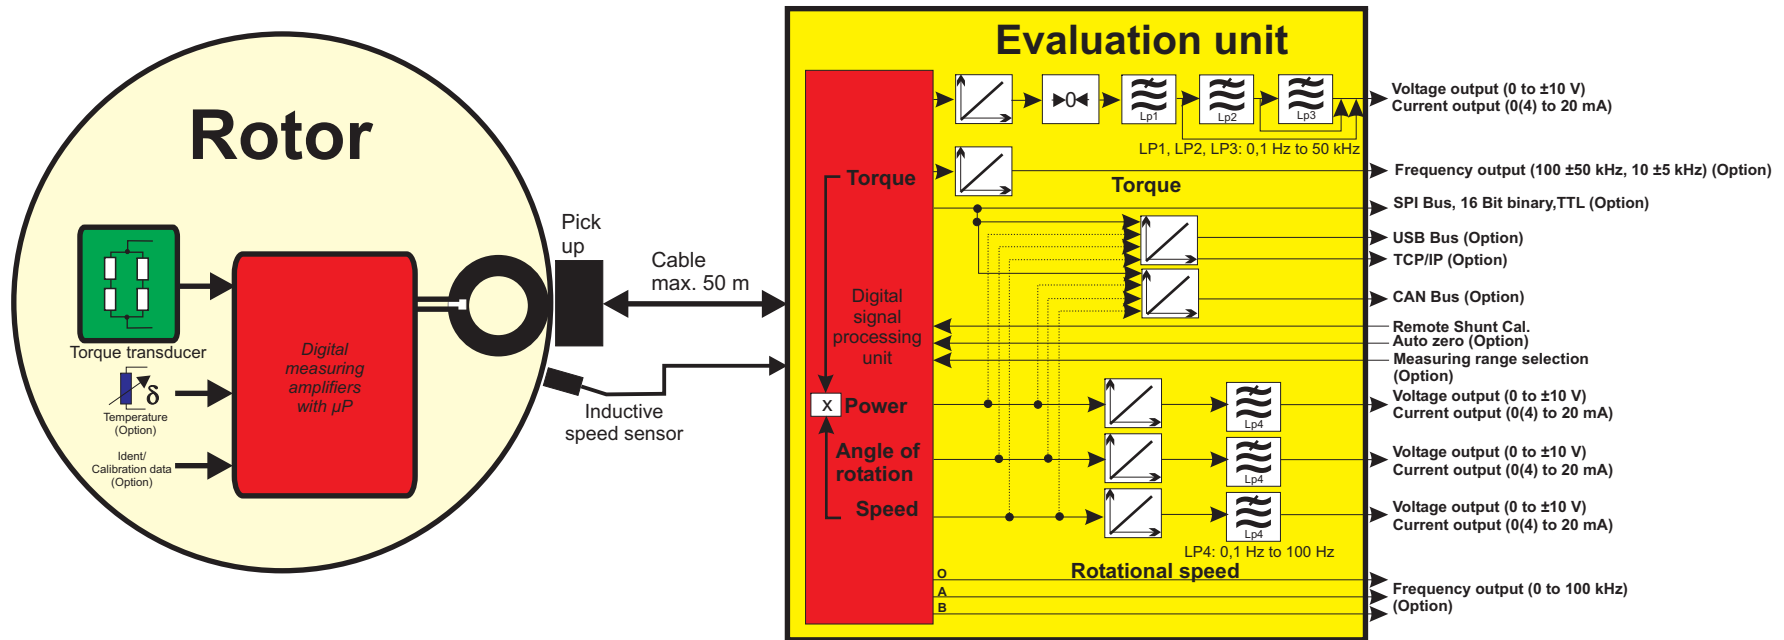 Rotor
Torque transducer
Temperature
(Option)
δ
Ident/
Calibration data
(Option)
Digital
measuring
amplifiers
with µP
Pick
up
Cable
max. 50 m
Inductive
speed sensor
Evaluation unit
Torque
Digital
signal
processing
unit
x
Power
Angle of
rotation
Speed
0
Lp1
Lp2
Lp3
LP1, LP2, LP3: 0,1 Hz to 50 kHz
Torque
Lp4
Lp4
Lp4
LP4: 0,1 Hz to 100 Hz
Rotational speed
O
A
B
Voltage output (0 to ±10 V)
Current output (0(4) to 20 mA)
Frequency output (100 ±50 kHz, 10 ±5 kHz) (Option)
SPI Bus, 16 Bit binary,TTL (Option)
USB Bus (Option)
TCP/IP (Option)
CAN Bus (Option)
Remote Shunt Cal.
Auto zero (Option)
Measuring range selection
(Option)
Voltage output (0 to ±10 V)
Current output (0(4) to 20 mA)
Voltage output (0 to ±10 V)
Current output (0(4) to 20 mA)
Voltage output (0 to ±10 V)
Current output (0(4) to 20 mA)
Frequency output (0 to 100 kHz)
(Option)